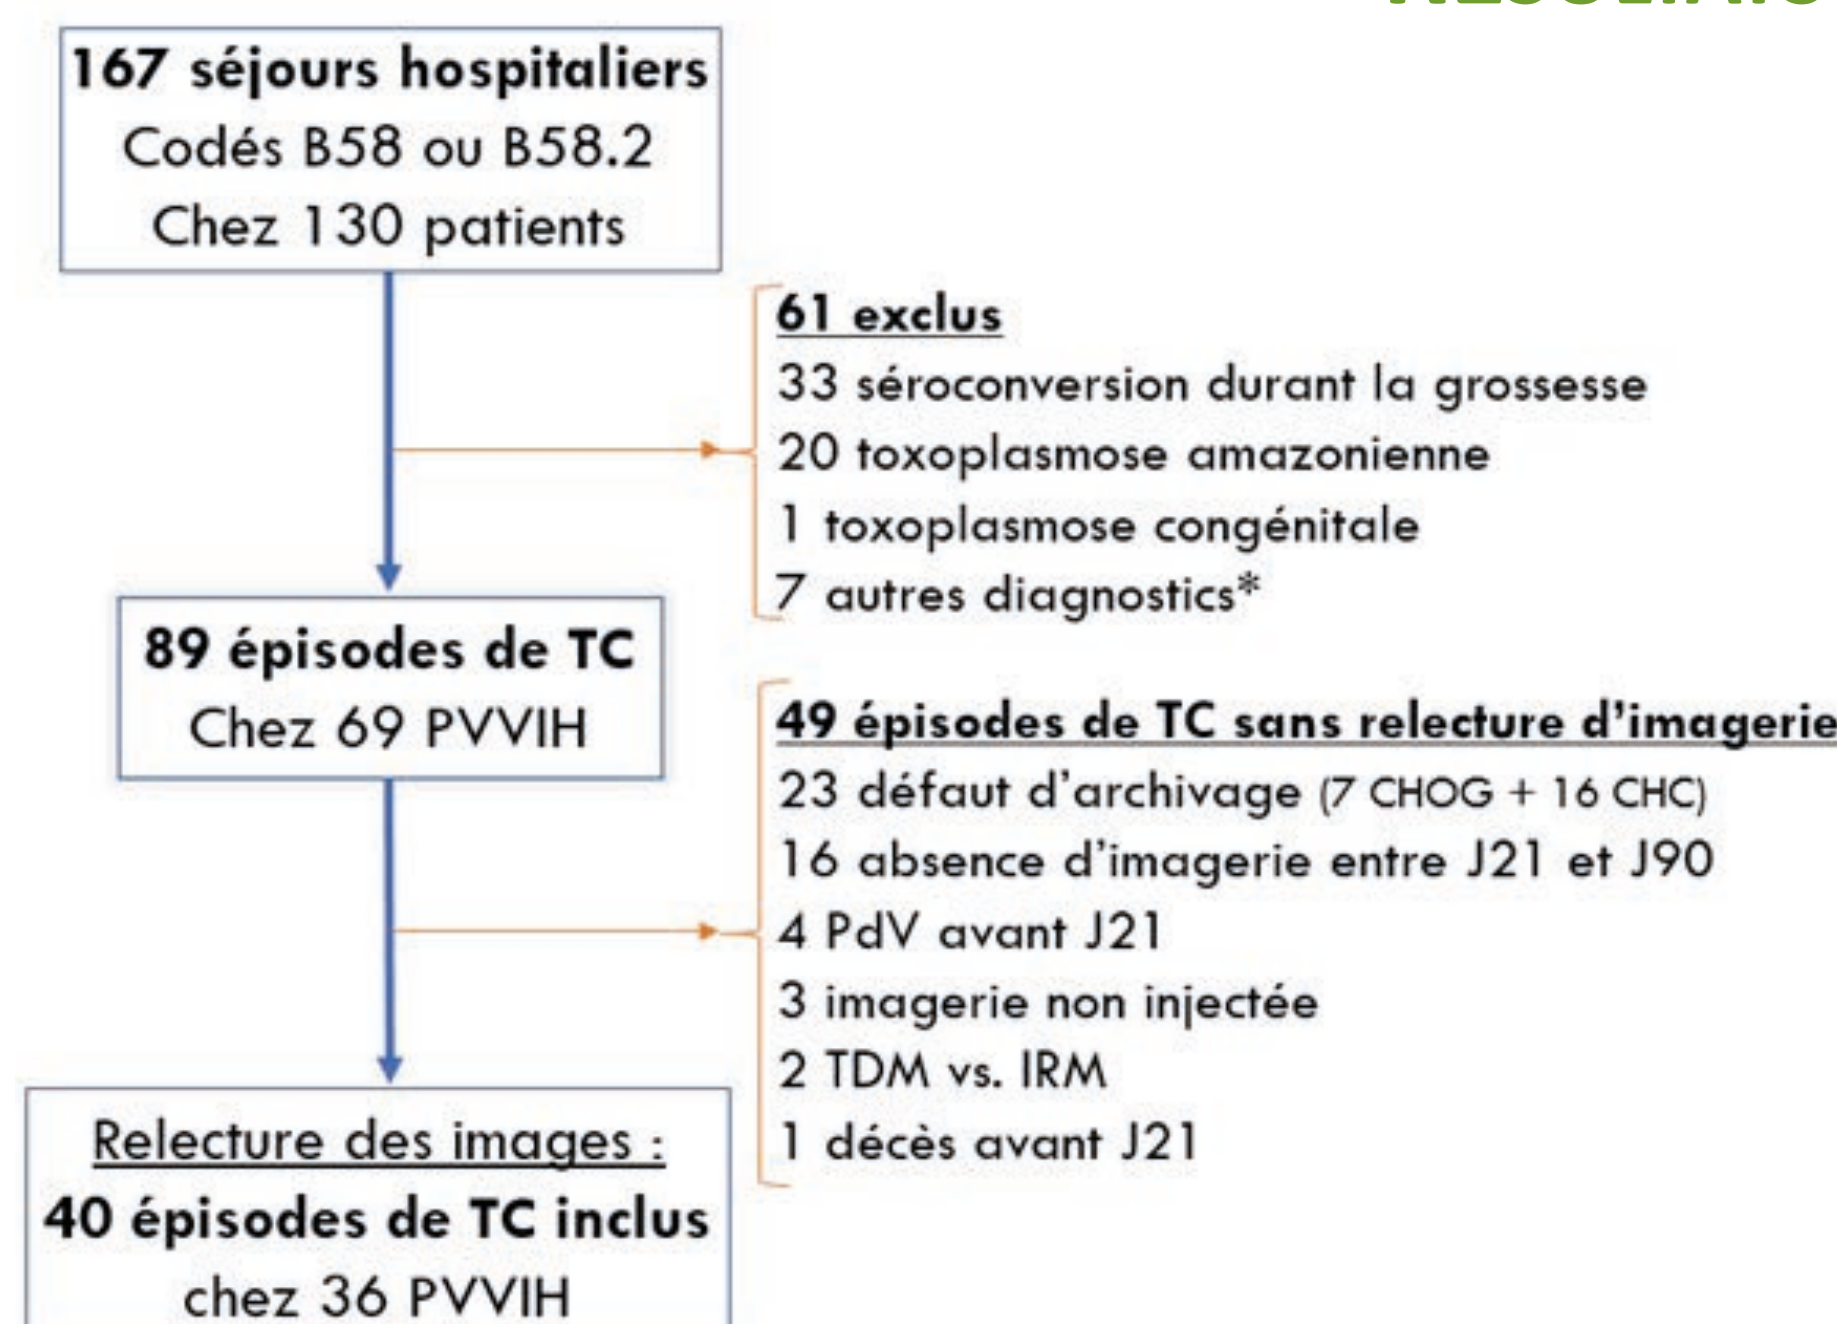 167 séjours hospitaliers
Codés B58 ou B58.2
Chez 130 patients
61 exclus
33 séroconversion durant la grossesse
20 toxoplasmose amazonienne
1 toxoplasmose congénitale
7 autres diagnostics*
89 épisodes de TC
Chez 69 PVVIH
49 épisodes de TC sans relecture d'imagerie
23 défaut d'archivage (7 CHOG + 16 CHC)
16 absence d'imagerie entre J21 et J90
4 PdV avant J21
3 imagerie non injectée
2 TDM vs. IRM
1 décès avant J21
Relecture des images :
40 épisodes de TC inclus
chez 36 PVVIH